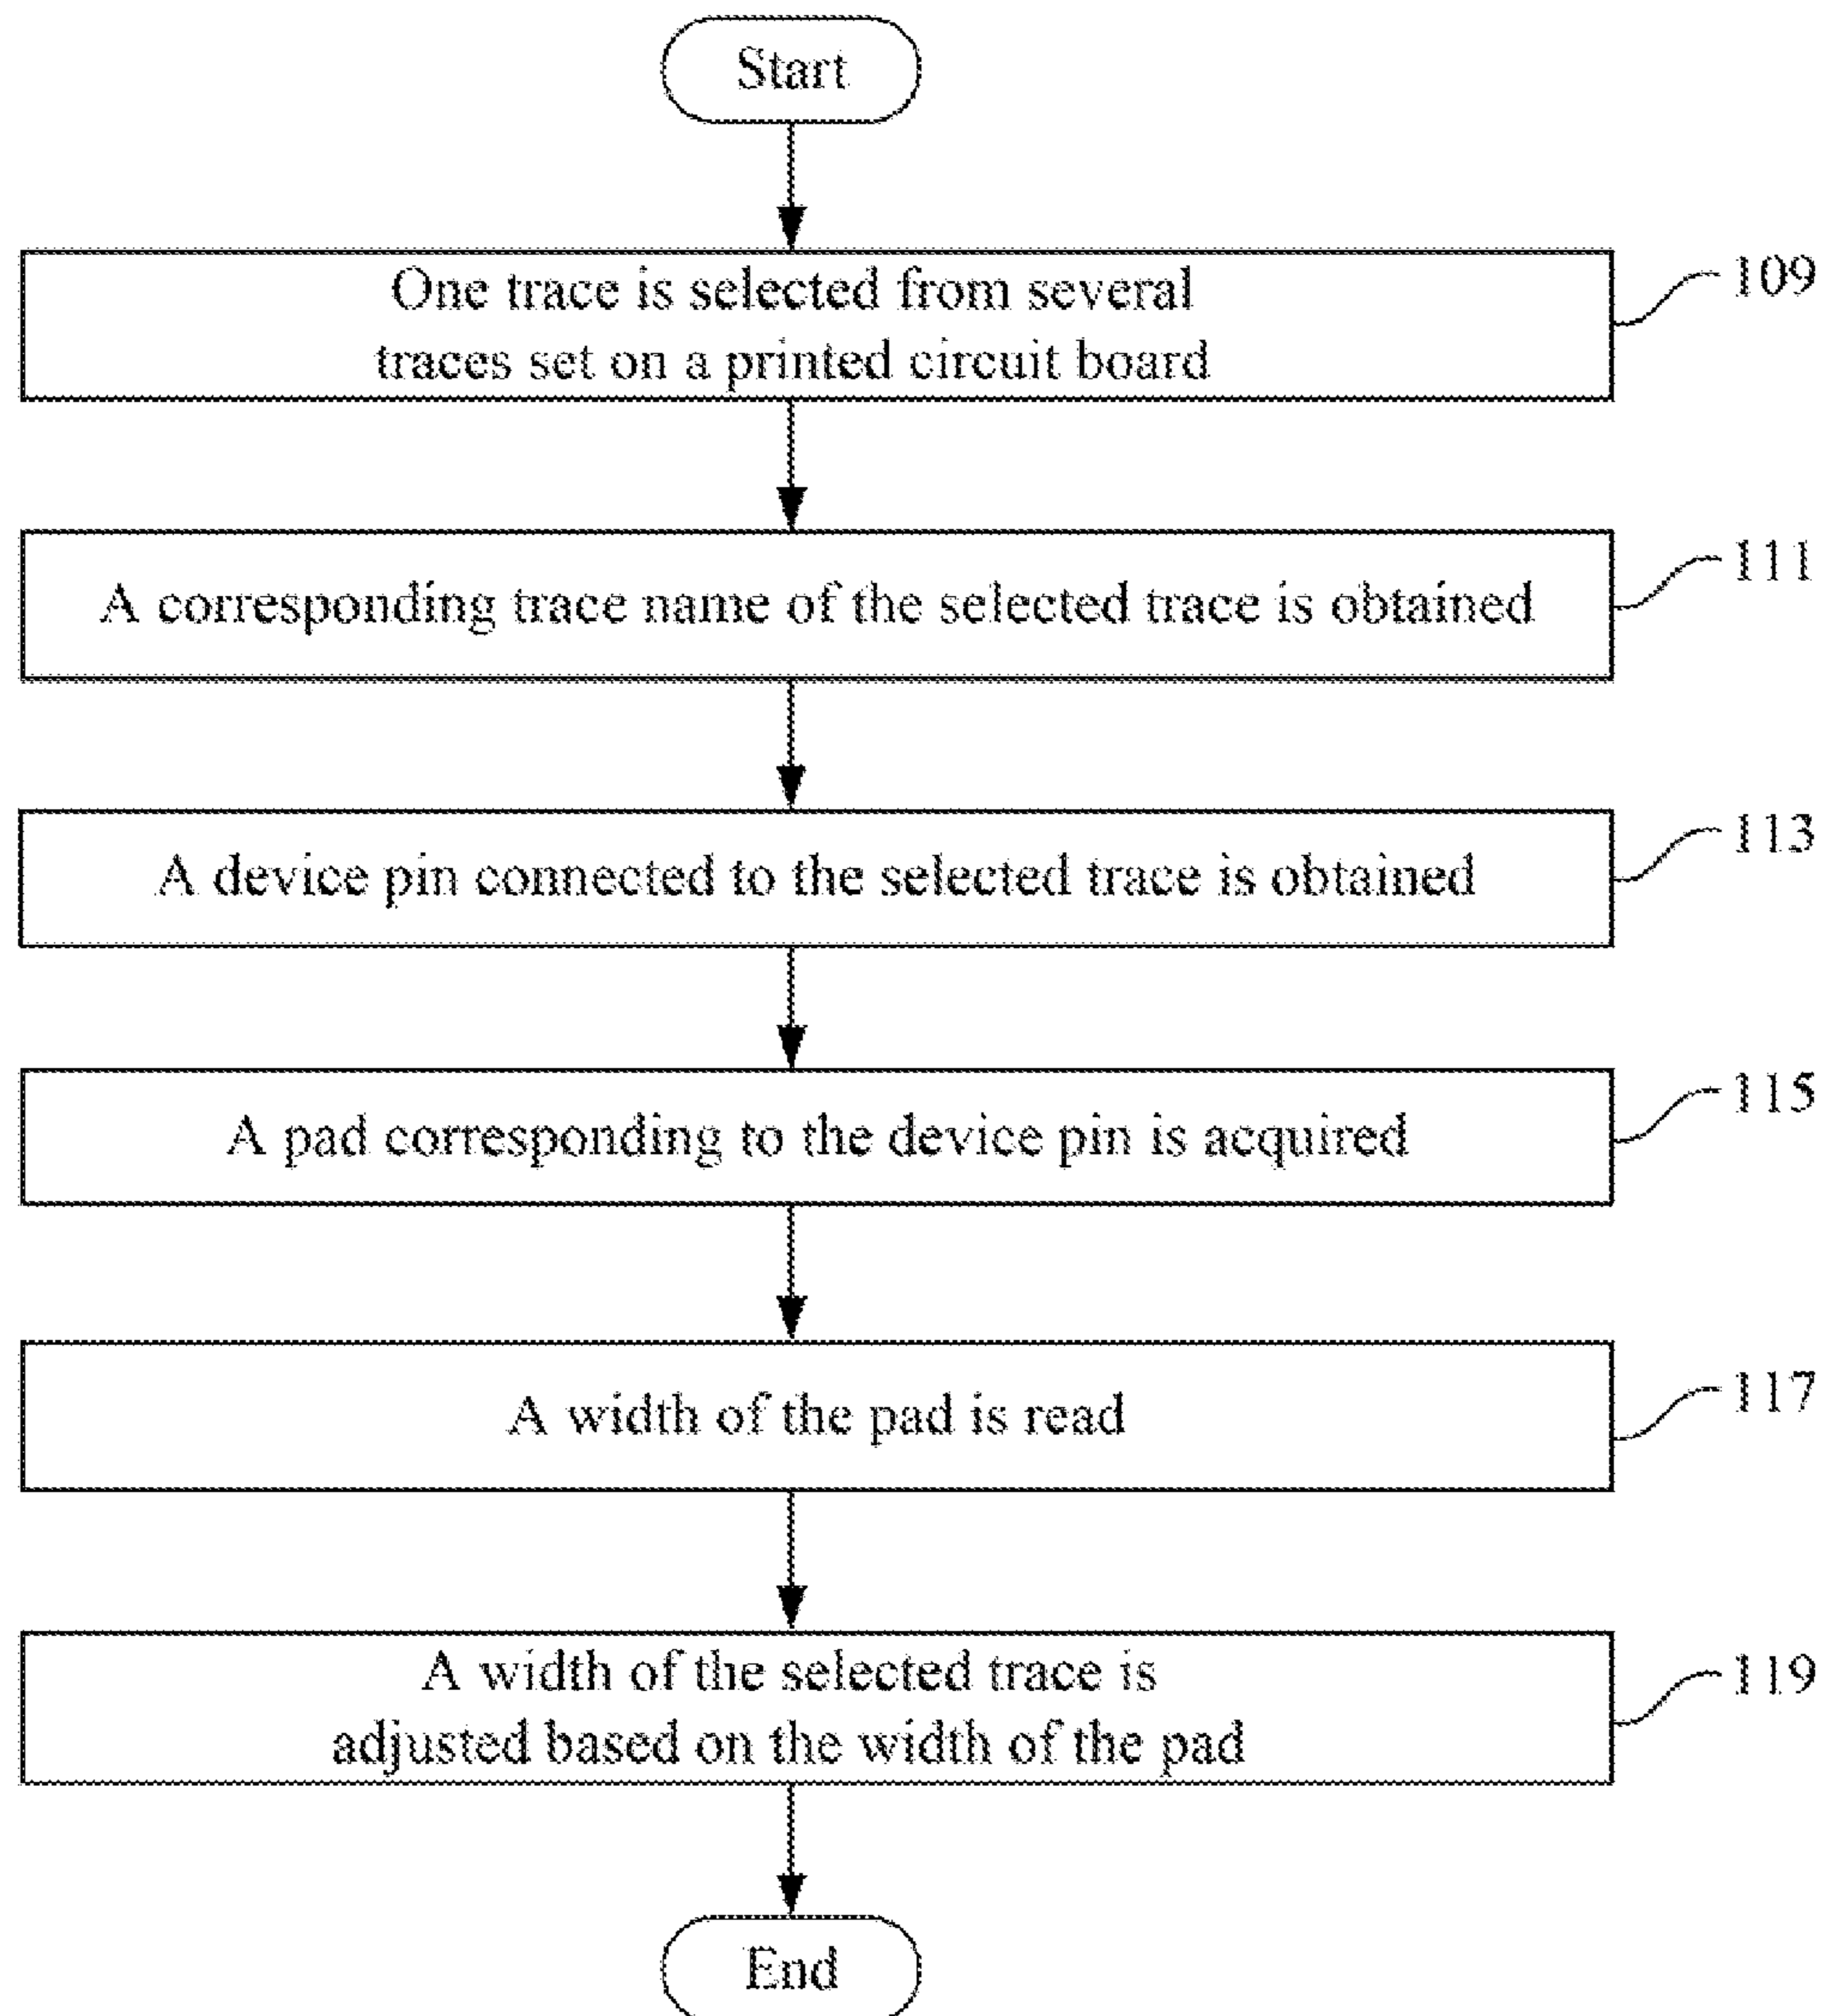 Start
One trace is selected from several
traces set on a printed circuit board
109
A corresponding trace name of the selected trace is obtained
111
A device pin connected to the selected trace is obtained
113
A pad corresponding to the device pin is acquired
115
A width of the pad is read
117
A width of the selected trace is
adjusted based on the width of the pad
119
End